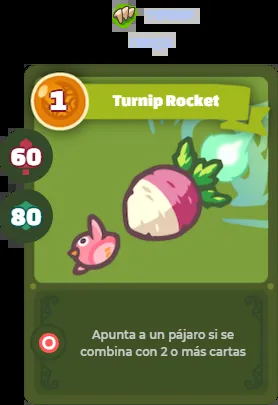 1
Turnip Rocket
60
80
Apunta a un pájaro si se
combina con 2 o más cartas